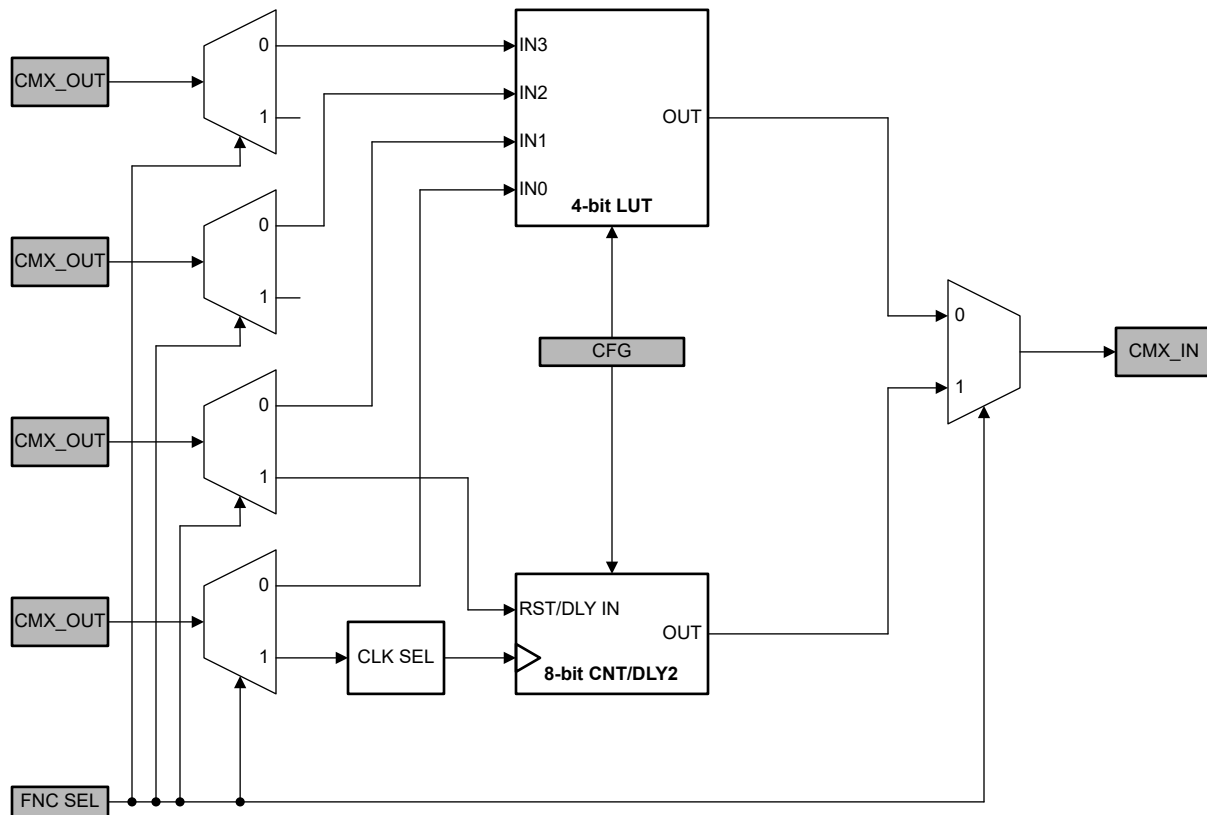 0
IN3
CMX_OUT
IN2
1
OUT
IN1
IN0
4-bit LUT
0
CMX_OUT
1
0
CFG
CMX_IN
1
0
CMX_OUT
1
0
RST/DLY IN
CMX_OUT
OUT
1
CLK SEL
8-bit CNT/DLY2
FNC SEL